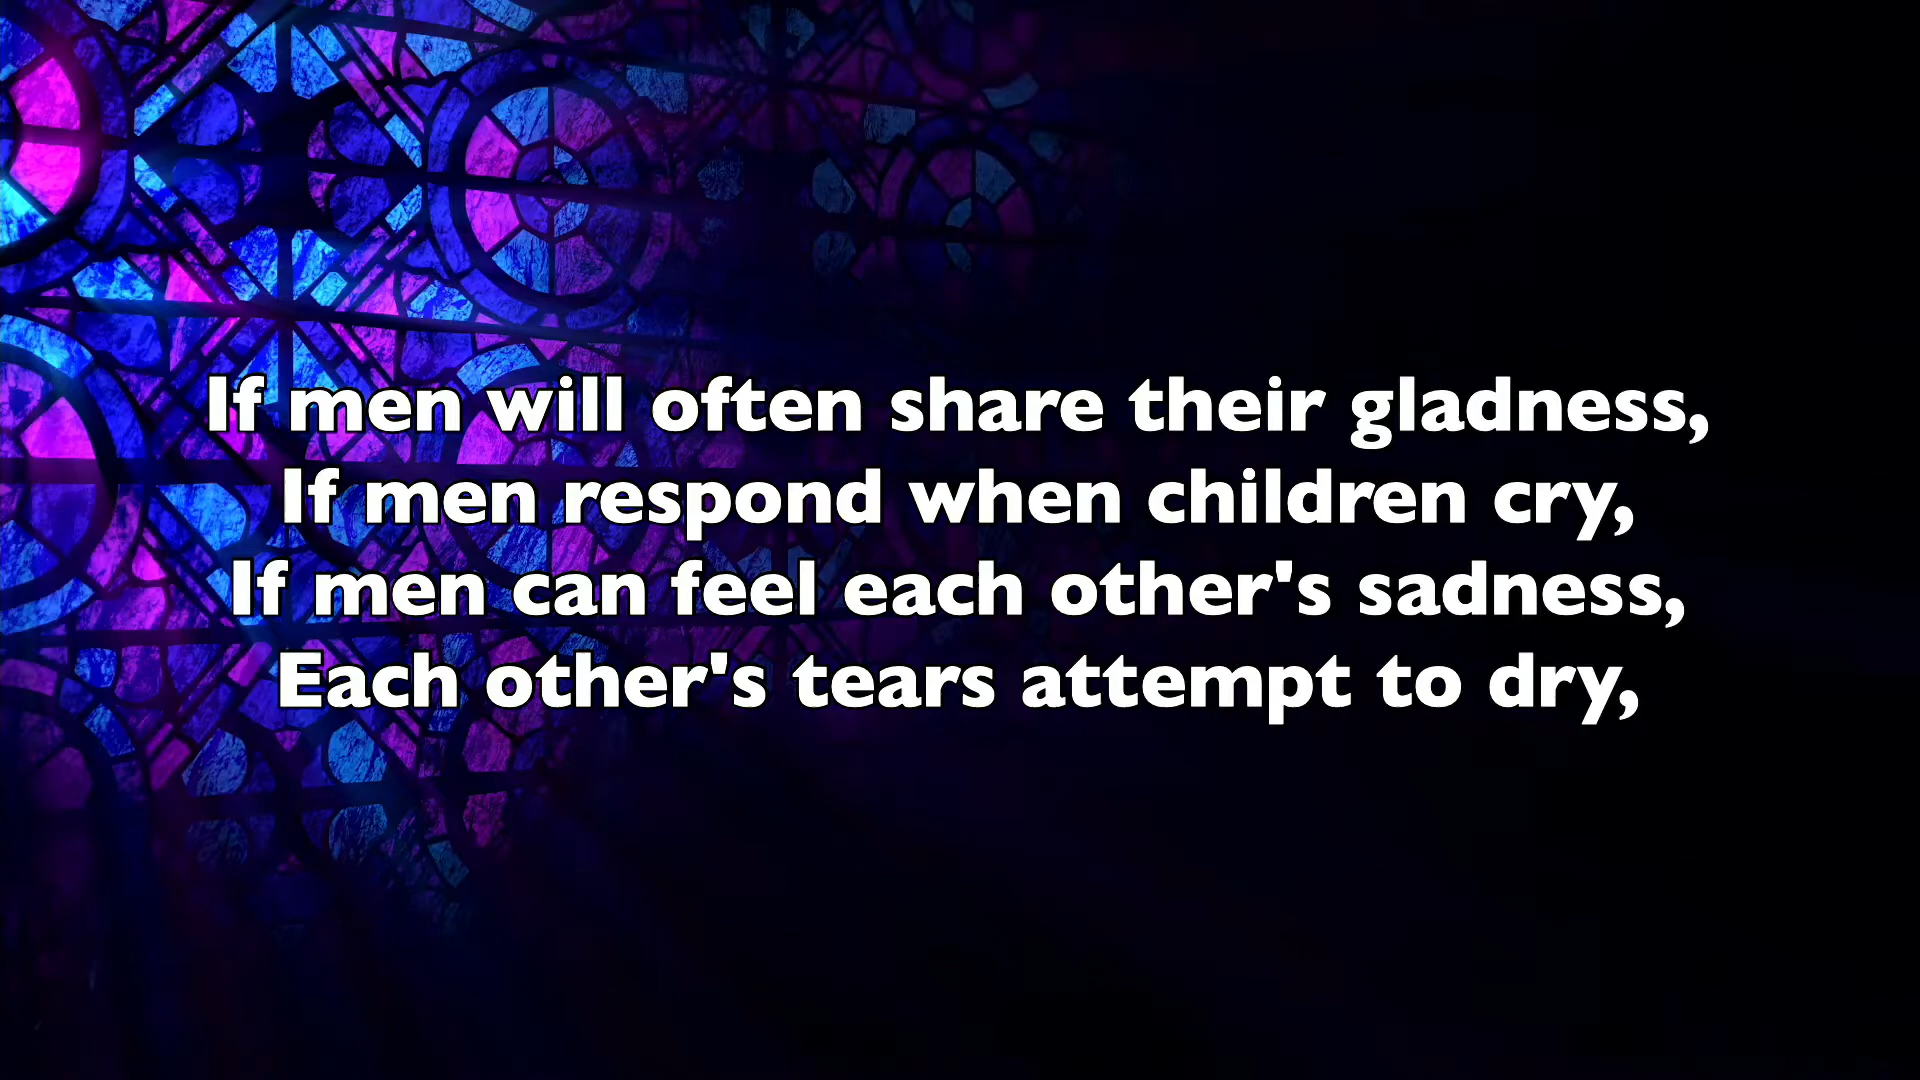 If men will often share their gladness,
If men respond when children cry,
If men can feel each other's sadness,
Each other's tears attempt to dry,